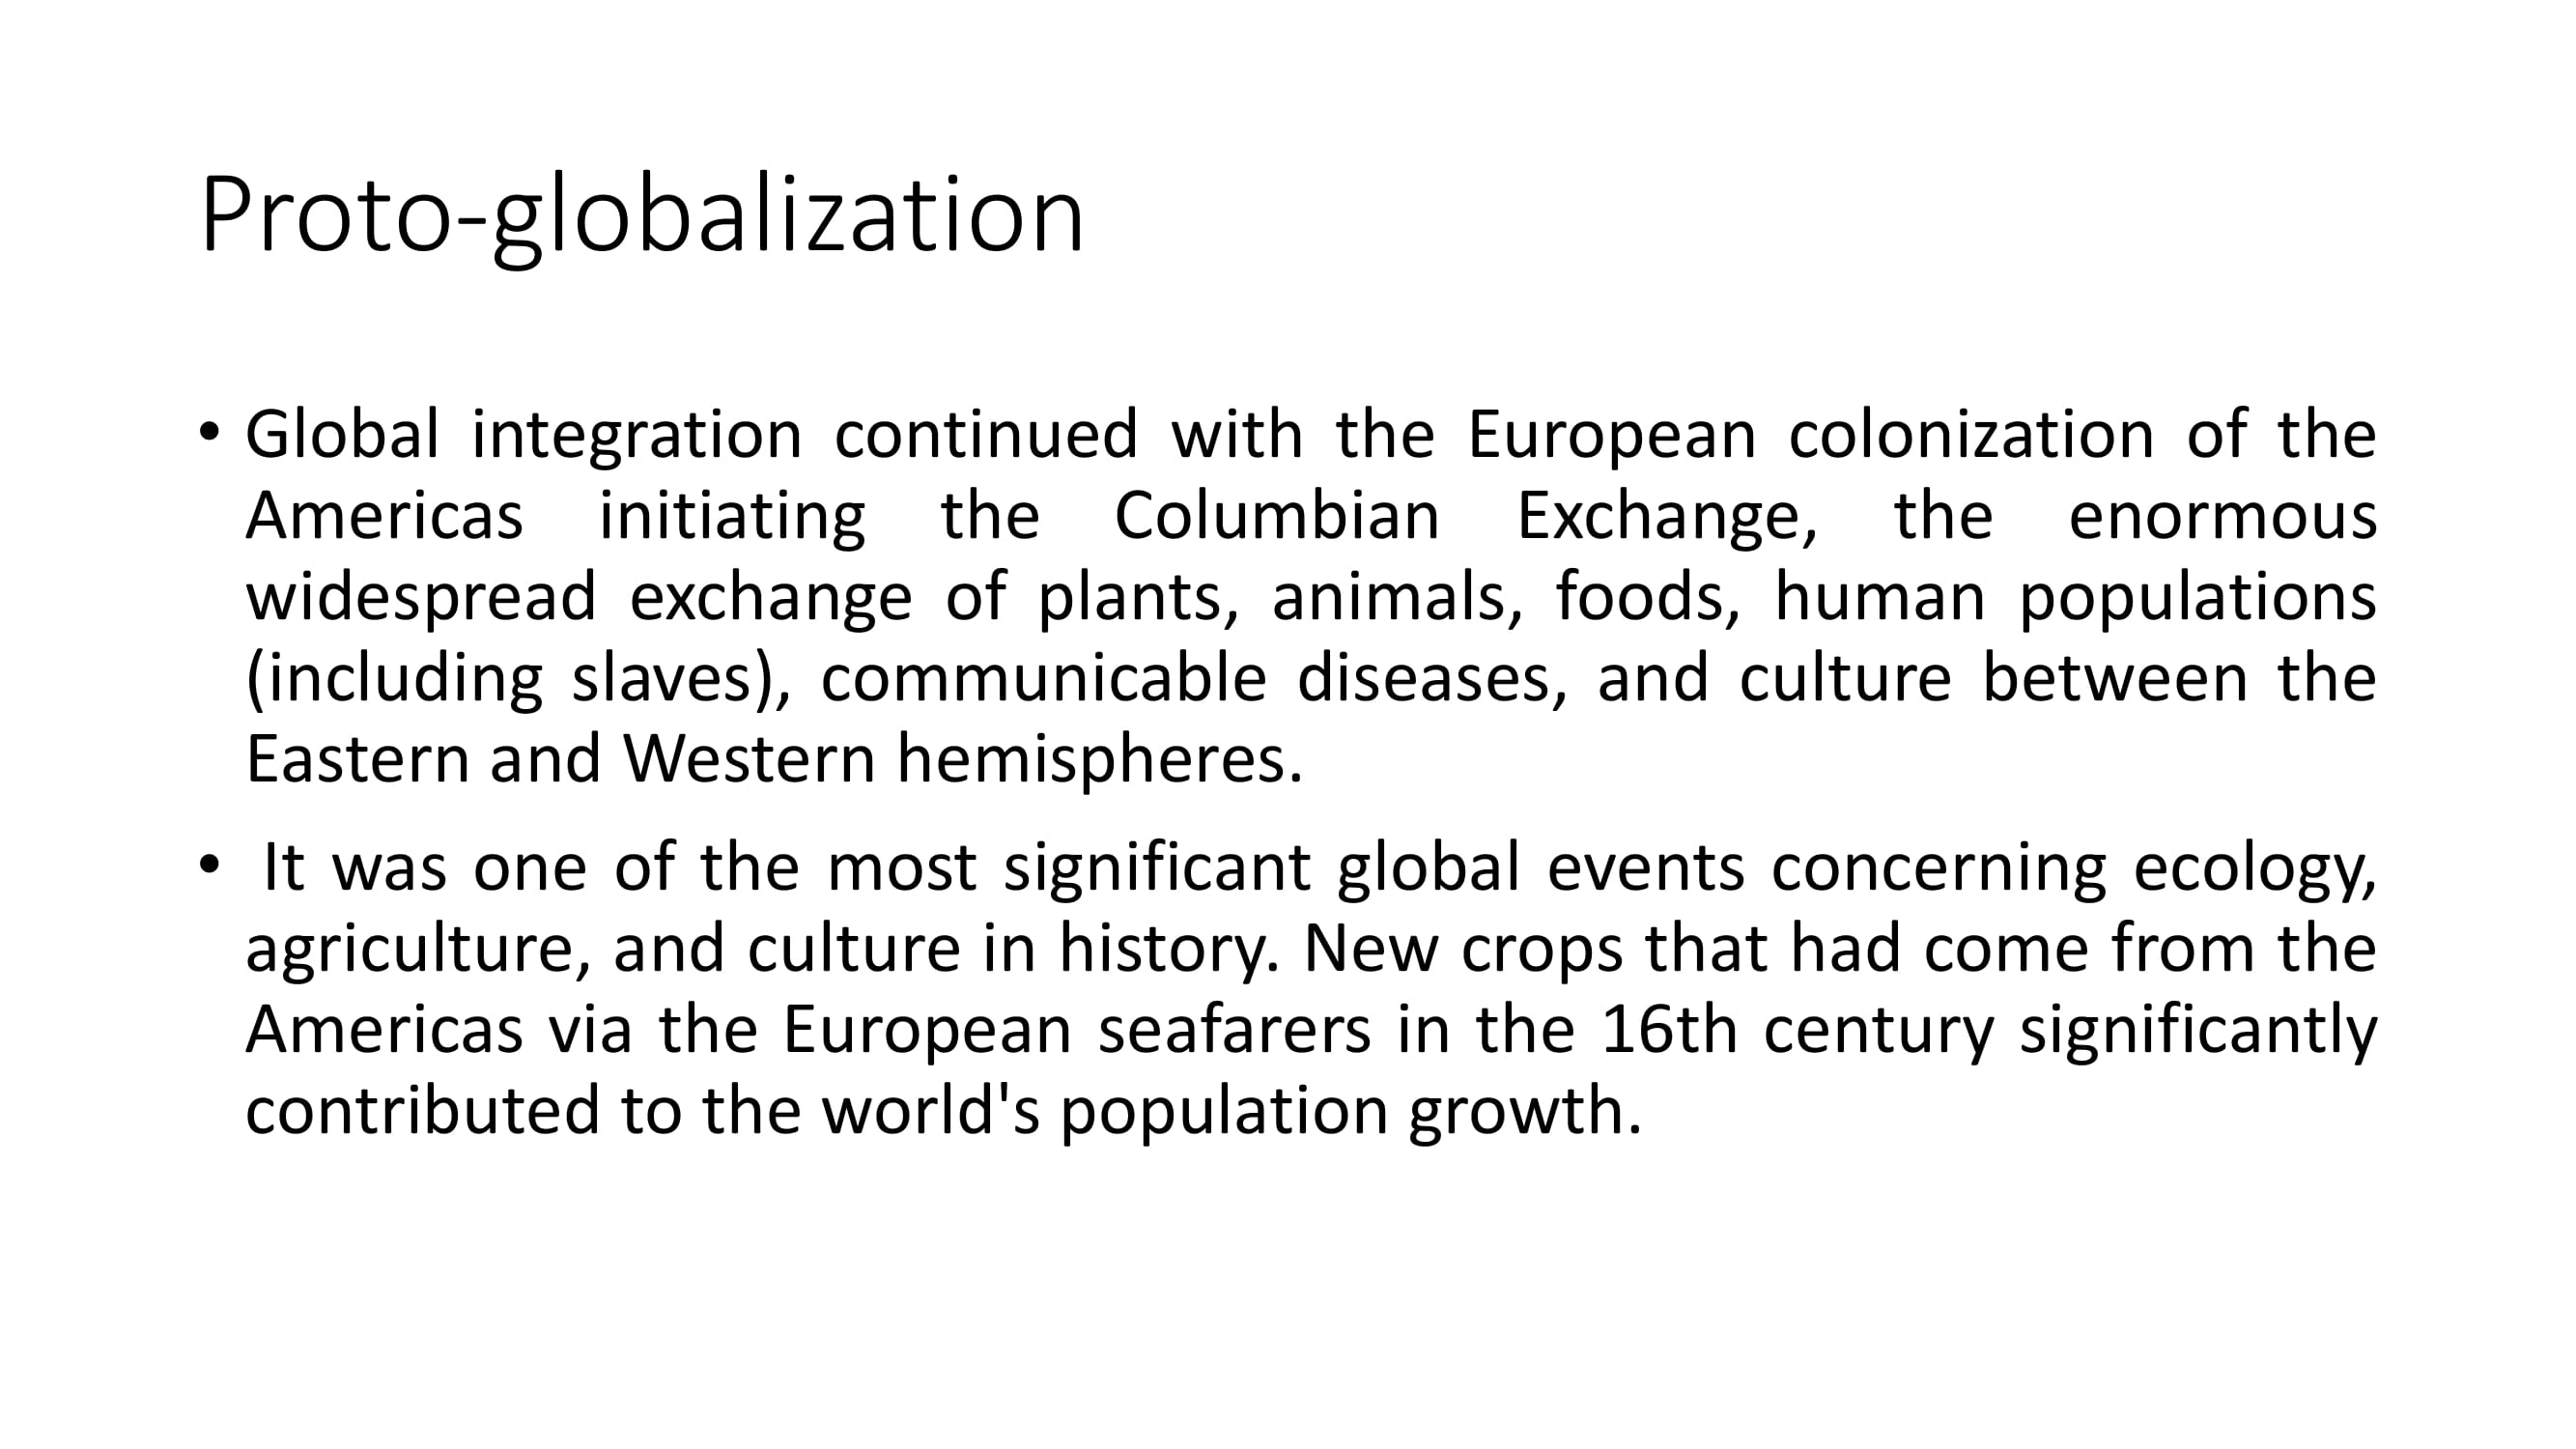 Proto-globalization
• Global integration continued with the European colonization of the
Americas initiating the Columbian Exchange, the enormous
widespread exchange of plants, animals, foods, human populations
(including slaves), communicable diseases, and culture between the
Eastern and Western hemispheres.
• It was one of the most significant global events concerning ecology,
agriculture, and culture in history. New crops that had come from the
Americas via the European seafarers in the 16th century significantly
contributed to the world's population growth.